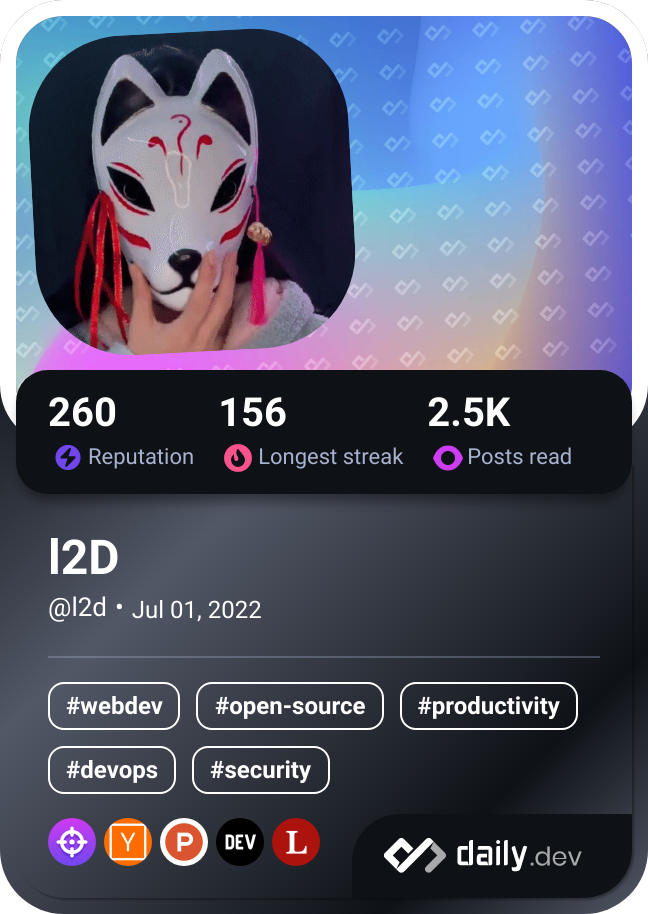 260 156 2.5K
Reputation Longest streak Posts read
l2D
@l2d • Jul 01, 2022
#webdev #open-source #productivity
#devops #security
Y P DEV L
daily.dev